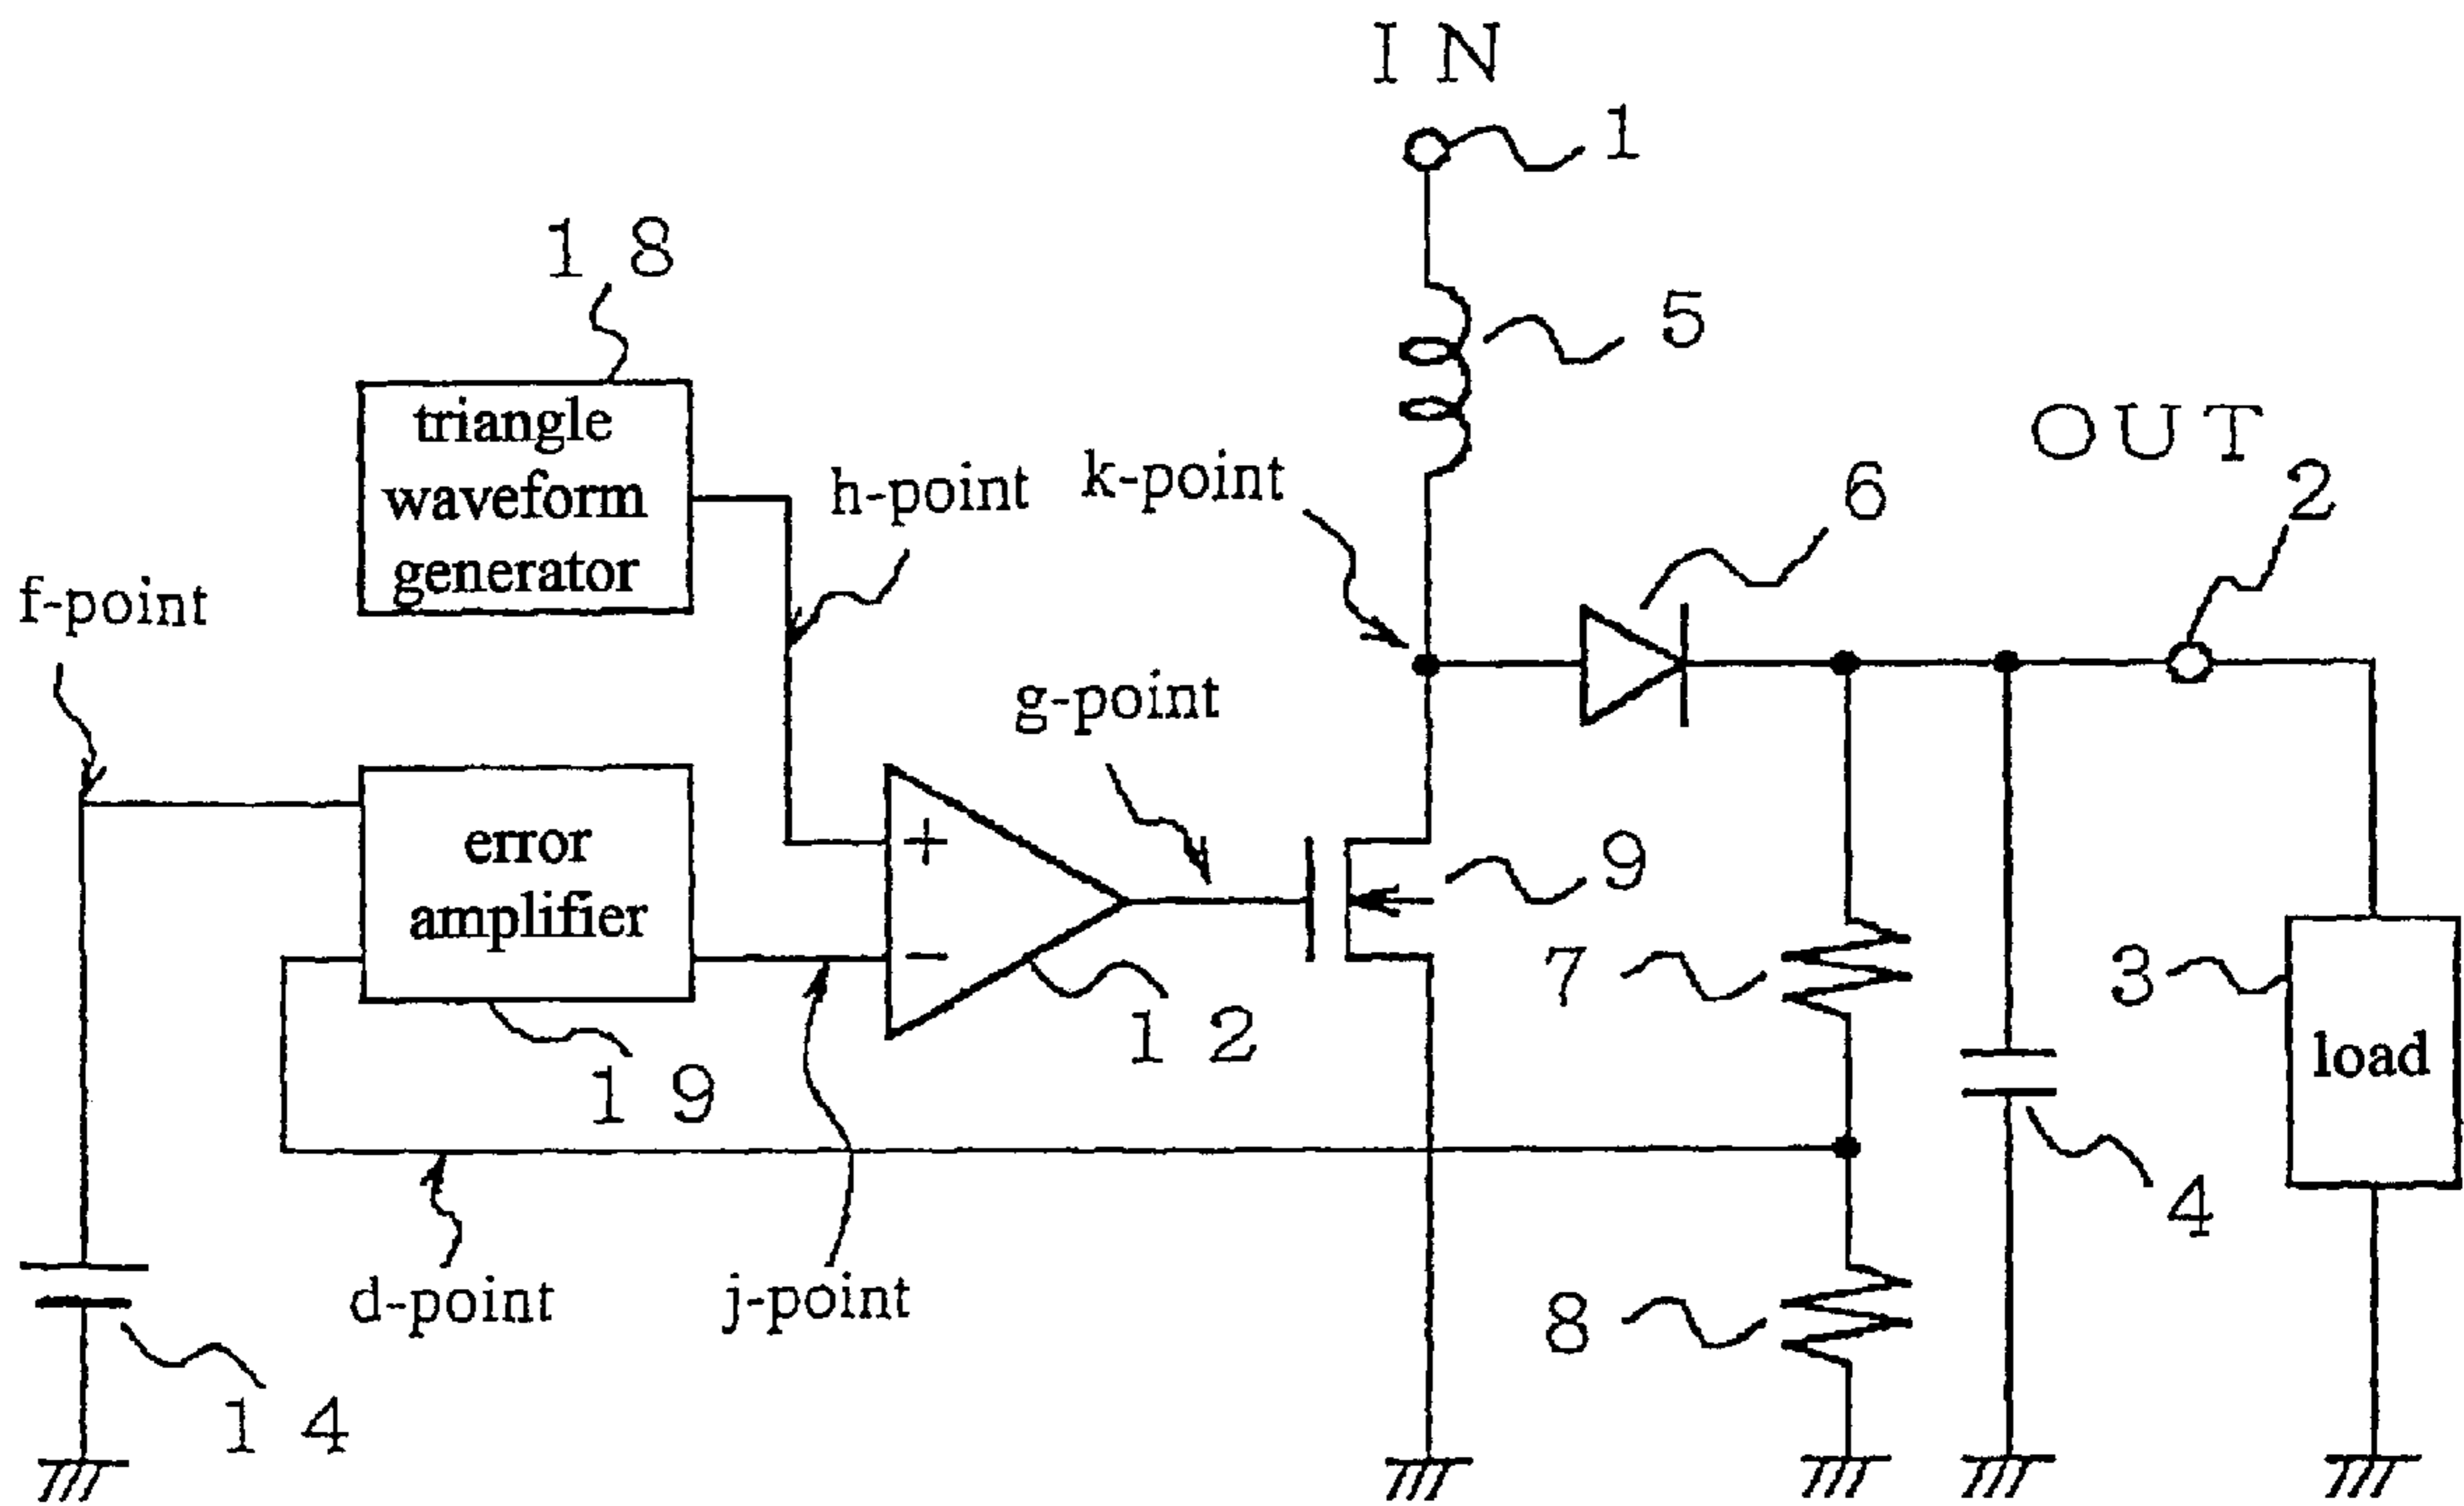 IN
1
18
triangle
waveform
generator
5
h-point
k-point
OUT
6
2
f-point
g-point
error
amplifier
+
−
9
7
3
load
12
19
4
d-point
j-point
8
14